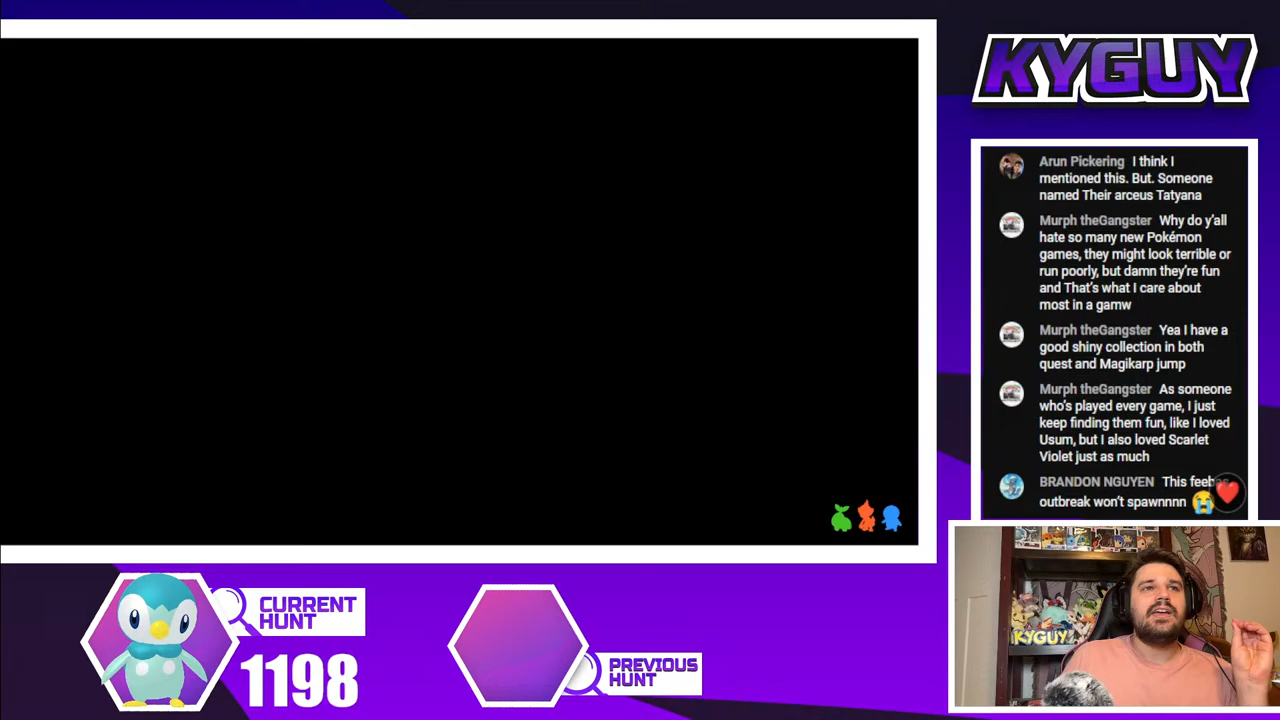 KYGUY
Arun Pickering I think I
mentioned this. But. Someone
named Their arceus Tatyana
Murph theGangster Why do y'all
hate so many new Pokémon
games, they might look terrible or
run poorly, but damn they're fun
and That's what I care about
most in a gamw
Murph theGangster Yea I have a
good shiny collection in both
quest and Magikarp jump
Murph theGangster As someone
who's played every game, I just
keep finding them fun, like I loved
Usum, but I also loved Scarlet
Violet just as much
BRANDON NGUYEN This feebas
outbreak won't spawnnnn 😭
CURRENT
HUNT
1198
PREVIOUS
HUNT
KYGUY